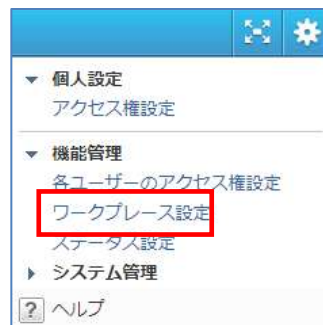 個人設定
アクセス権設定
機能管理
各ユーザーのアクセス権設定
ワークプレース設定
ステータス設定
システム管理
? ヘルプ